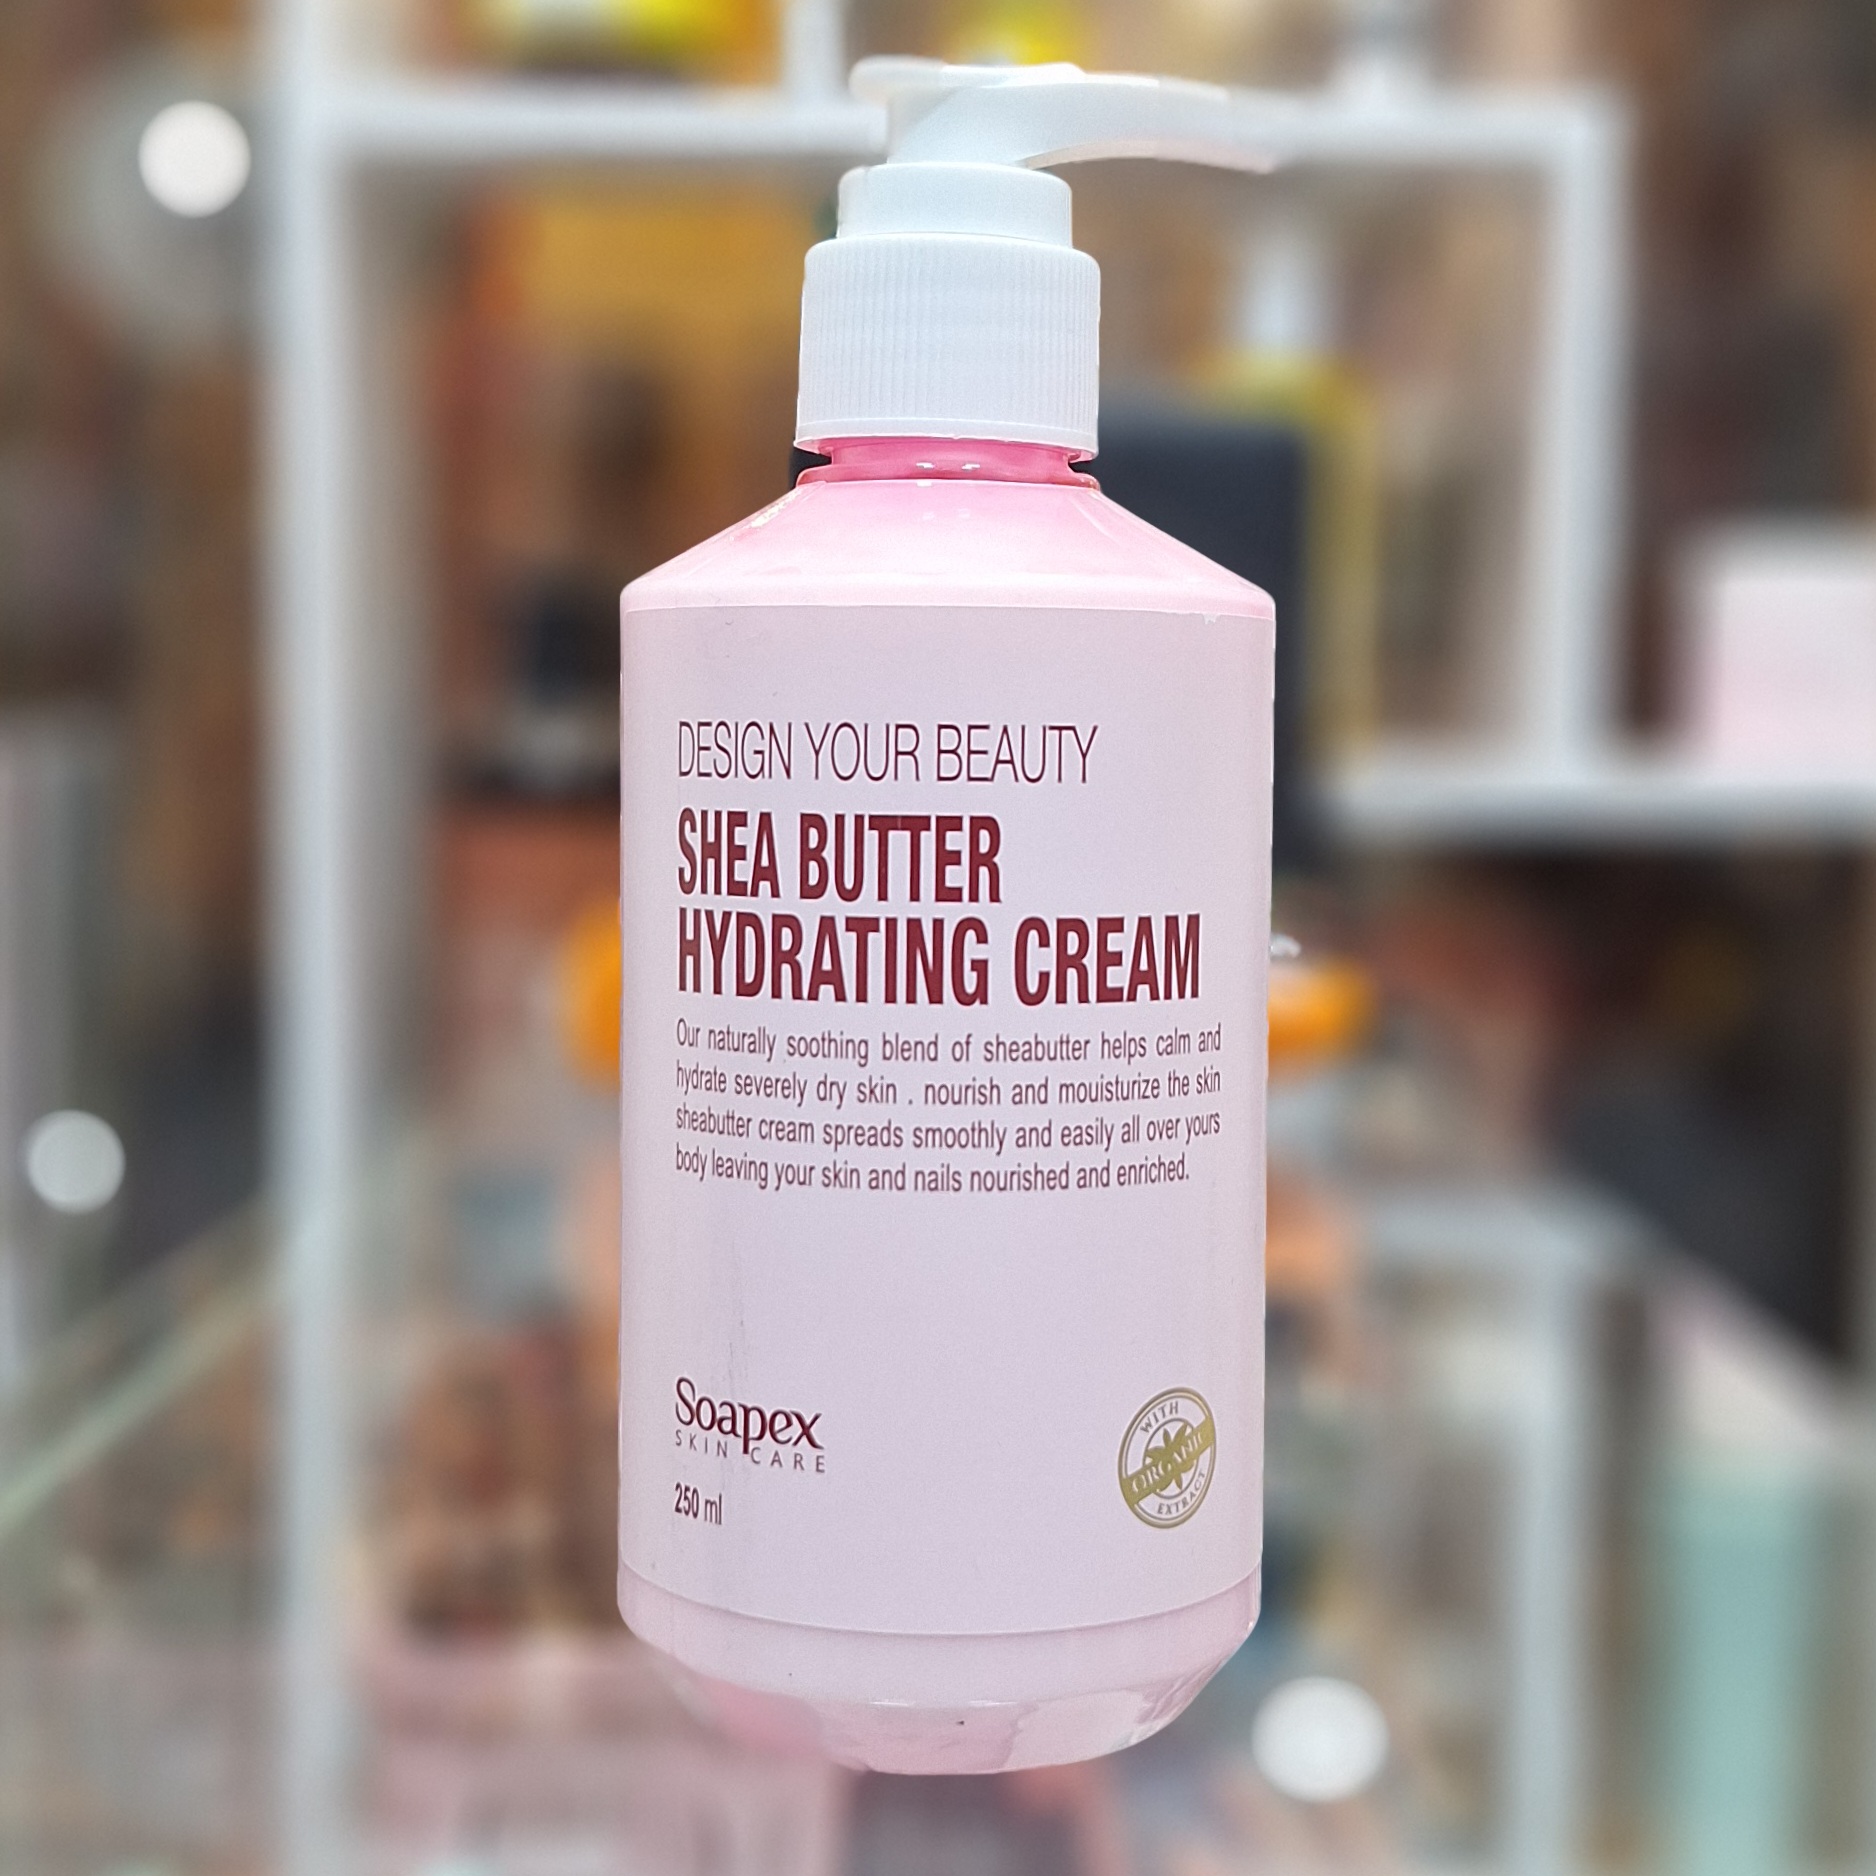 DESIGN YOUR BEAUTY
SHEA BUTTER
HYDRATING CREAM
Our naturally soothing blend of sheabutter helps calm and
hydrate severely dry skin . nourish and mouisturize the skin
sheabutter cream spreads smoothly and easily all over yours
body leaving your skin and nails nourished and enriched.
Soapex
SKIN CARE
250 ml
WITH
ORGANIC
EXTRACT